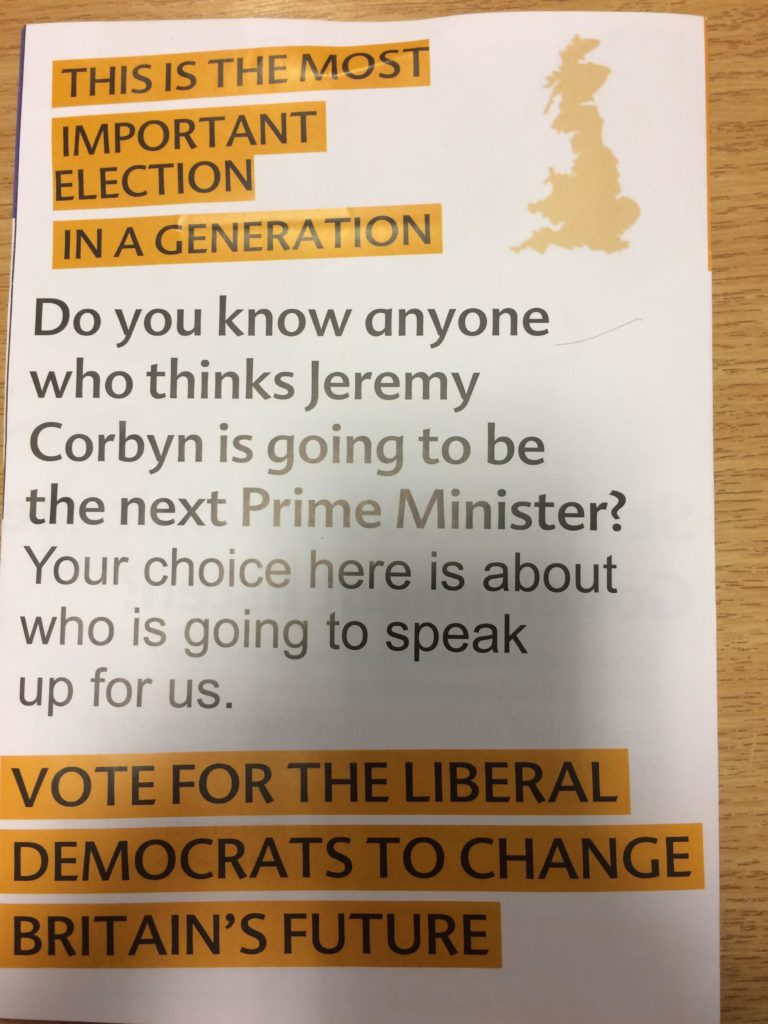 THIS IS THE MOST
IMPORTANT
ELECTION
IN A GENERATION
Do you know anyone
who thinks Jeremy
Corbyn is going to be
the next Prime Minister?
Your choice here is about
who is going to speak
up for us.
VOTE FOR THE LIBERAL
DEMOCRATS TO CHANGE
BRITAIN'S FUTURE